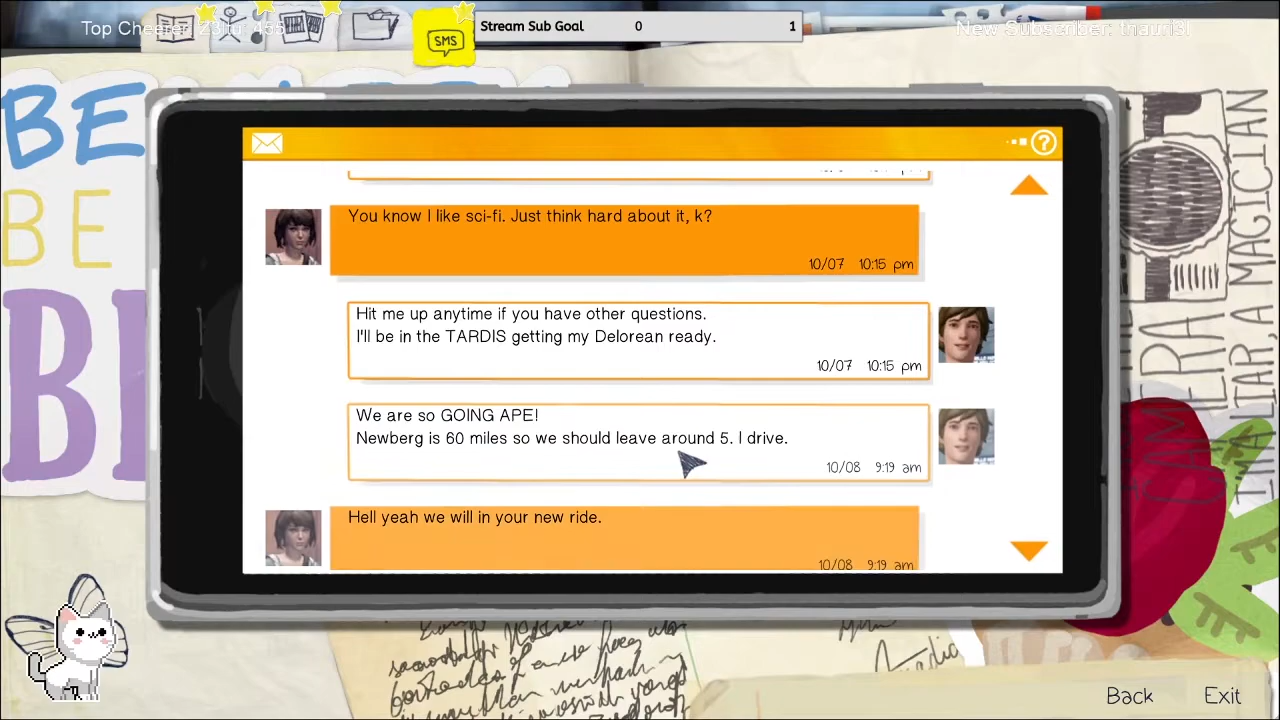 Top Cheerer
SMS
Stream Sub Goal 0 1
New Subscriber: thauri3l
BE
BE
You know I like sci-fi. Just think hard about it, k?
10/07 10:15 pm
Hit me up anytime if you have other questions.
I'll be in the TARDIS getting my Delorean ready.
10/07 10:15 pm
We are so GOING APE!
Newberg is 60 miles so we should leave around 5. I drive.
10/08 9:19 am
Hell yeah we will in your new ride.
10/08 9:19 am
MAGICIAN
Back Exit